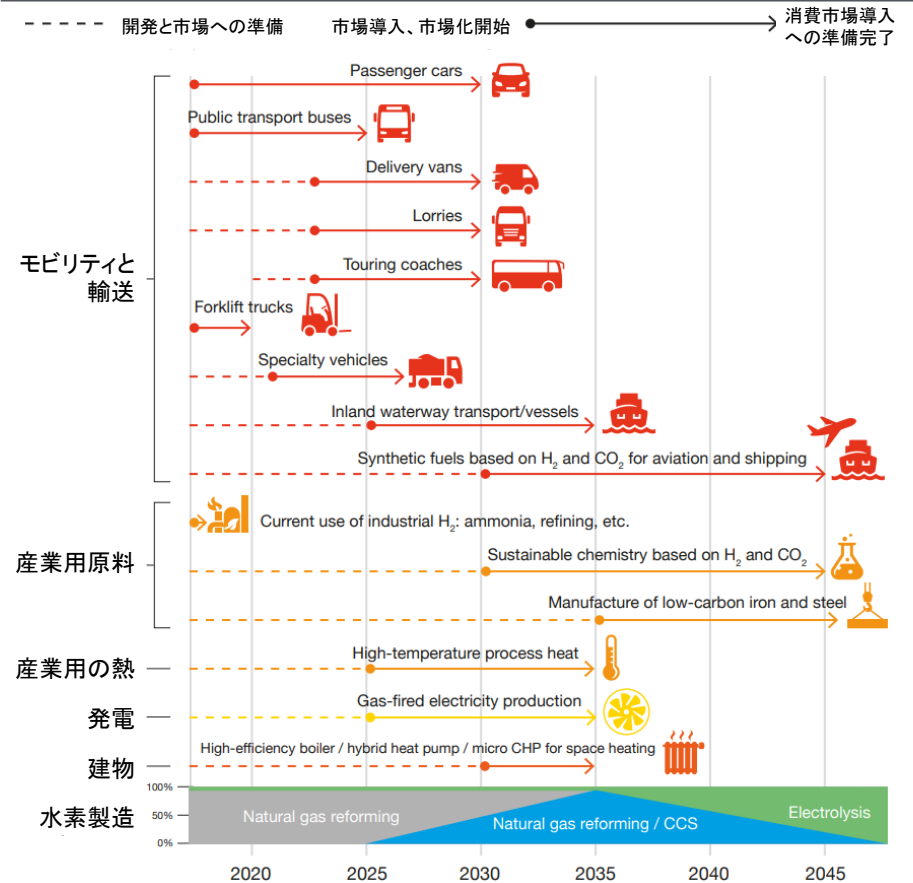 開発と市場への準備
市場導入、市場化開始
消費市場導入
への準備完了
モビリティと
輸送
Passenger cars
Public transport buses
Delivery vans
Lorries
Touring coaches
Forklift trucks
Specialty vehicles
Inland waterway transport/vessels
Synthetic fuels based on H₂ and CO₂ for aviation and shipping
産業用原料
Current use of industrial H₂: ammonia, refining, etc.
Sustainable chemistry based on H₂ and CO₂
Manufacture of low-carbon iron and steel
産業用の熱
High-temperature process heat
発電
Gas-fired electricity production
建物
High-efficiency boiler / hybrid heat pump / micro CHP for space heating
水素製造
100%
50%
0%
Natural gas reforming
Natural gas reforming / CCS
Electrolysis
2020
2025
2030
2035
2040
2045